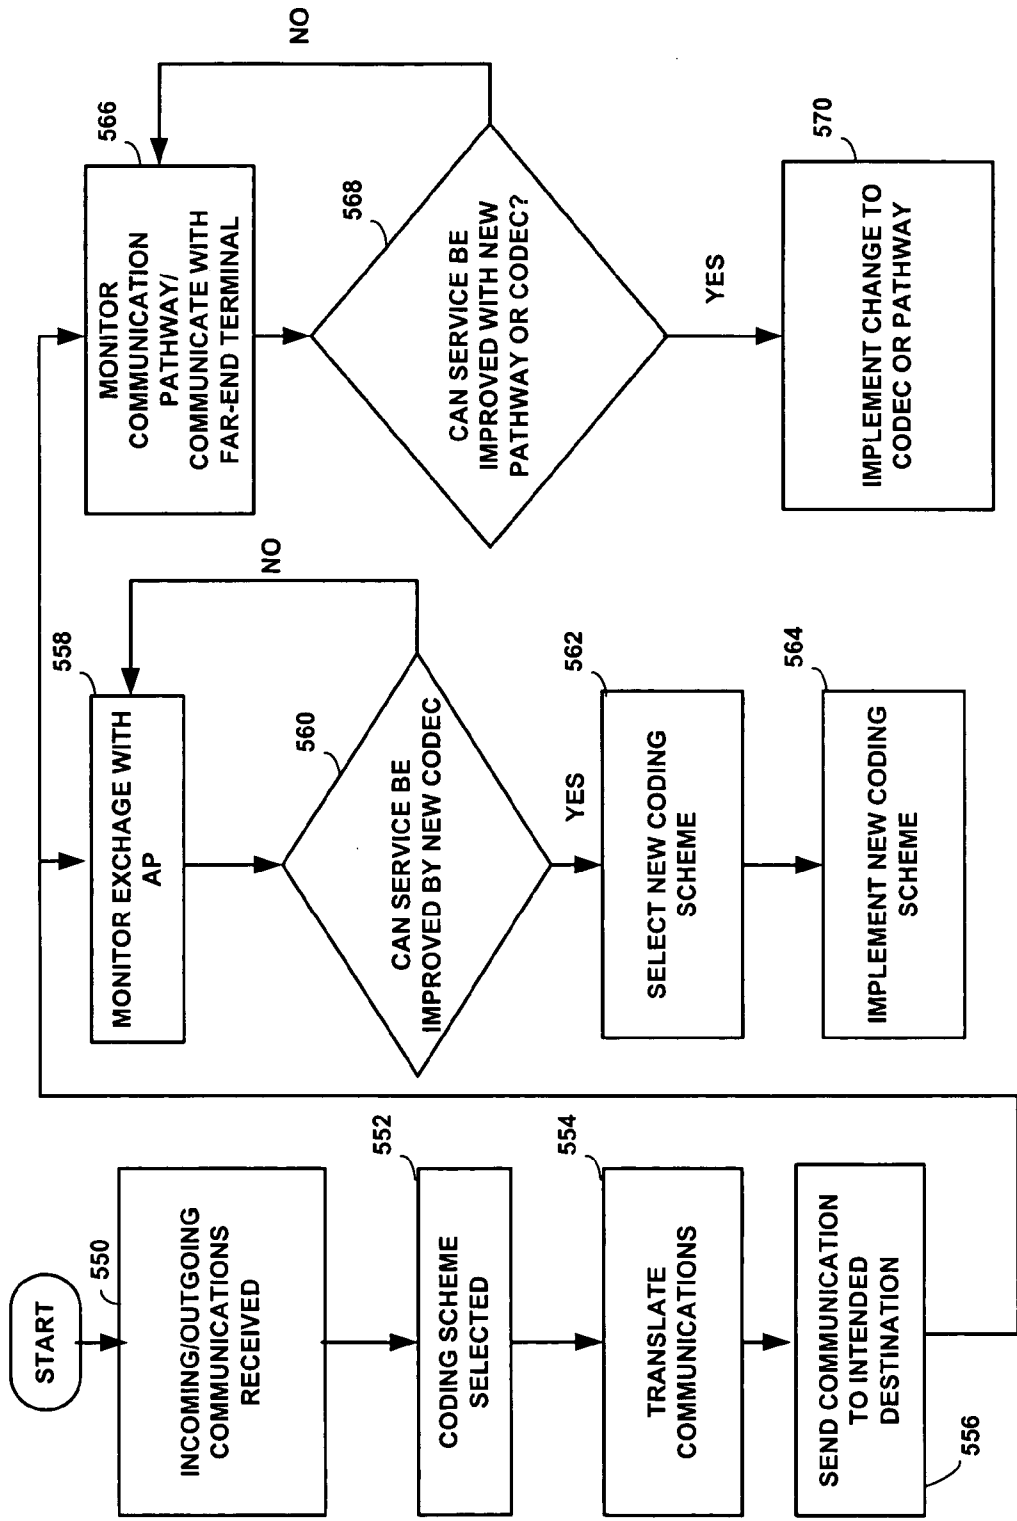 START
550
INCOMING/OUTGOING
COMMUNICATIONS
RECEIVED
552
CODING SCHEME
SELECTED
554
TRANSLATE
COMMUNICATIONS
SEND COMMUNICATION
TO INTENDED
DESTINATION
556
558
MONITOR EXCHAGE WITH
AP
NO
560
CAN SERVICE BE
IMPROVED BY NEW CODEC
YES
562
SELECT NEW CODING
SCHEME
564
IMPLEMENT NEW CODING
SCHEME
566
MONITOR
COMMUNICATION
PATHWAY/
COMMUNICATE WITH
FAR-END TERMINAL
NO
568
CAN SERVICE BE
IMPROVED WITH NEW
PATHWAY OR CODEC?
YES
570
IMPLEMENT CHANGE TO
CODEC OR PATHWAY